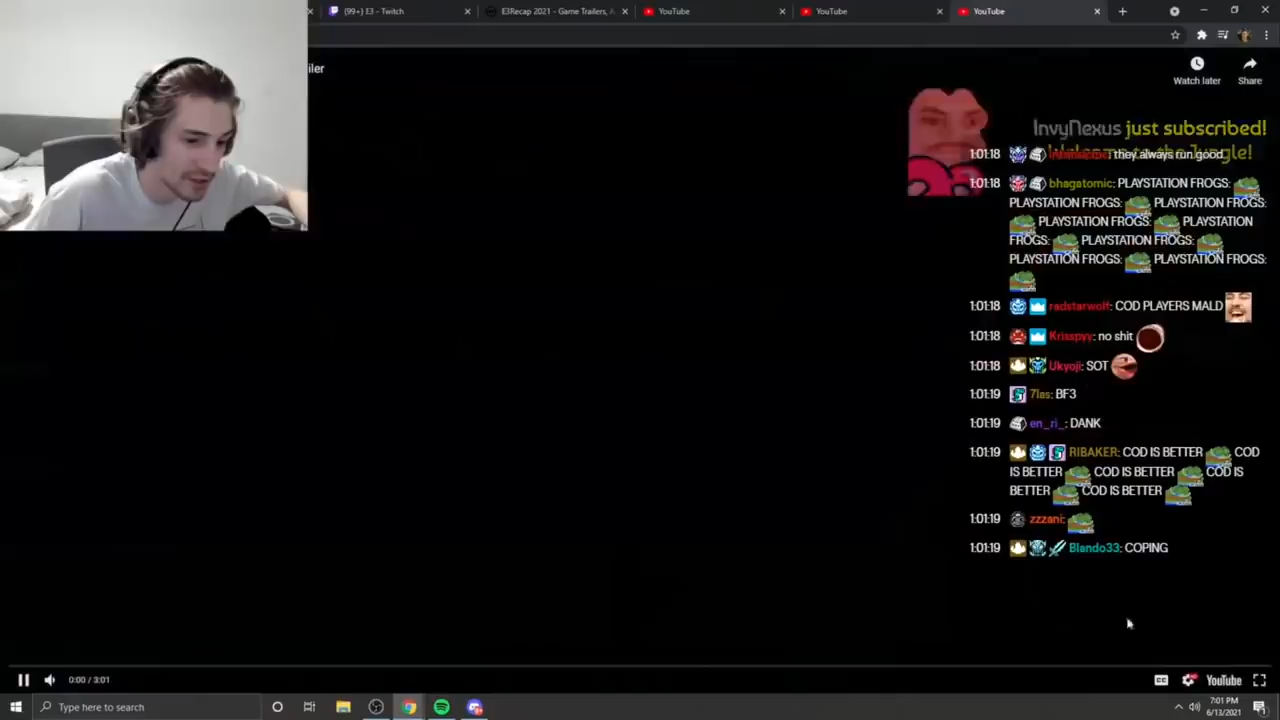 (99+) E3 - Twitch
E3Recap 2021 - Game Trailers, A
YouTube
YouTube
YouTube
iler
Watch later
Share
InvyNexus just subscribed!
1:01:18 : they always run good
1:01:18 bhagatomic: PLAYSTATION FROGS:
PLAYSTATION FROGS: PLAYSTATION FROGS:
PLAYSTATION FROGS: PLAYSTATION
FROGS: PLAYSTATION FROGS:
PLAYSTATION FROGS: PLAYSTATION FROGS:
1:01:18 radstarwolf: COD PLAYERS MALD
1:01:18 Krisspyy: no shit
1:01:18 Ukyoji: SOT
1:01:19 7las: BF3
1:01:19 en_ri_: DANK
1:01:19 RIBAKER: COD IS BETTER COD
IS BETTER COD IS BETTER COD IS
BETTER COD IS BETTER
1:01:19 zzzani:
1:01:19 Blando33: COPING
0:00 / 3:01
CC
YouTube
Type here to search
7:01 PM
6/13/2021